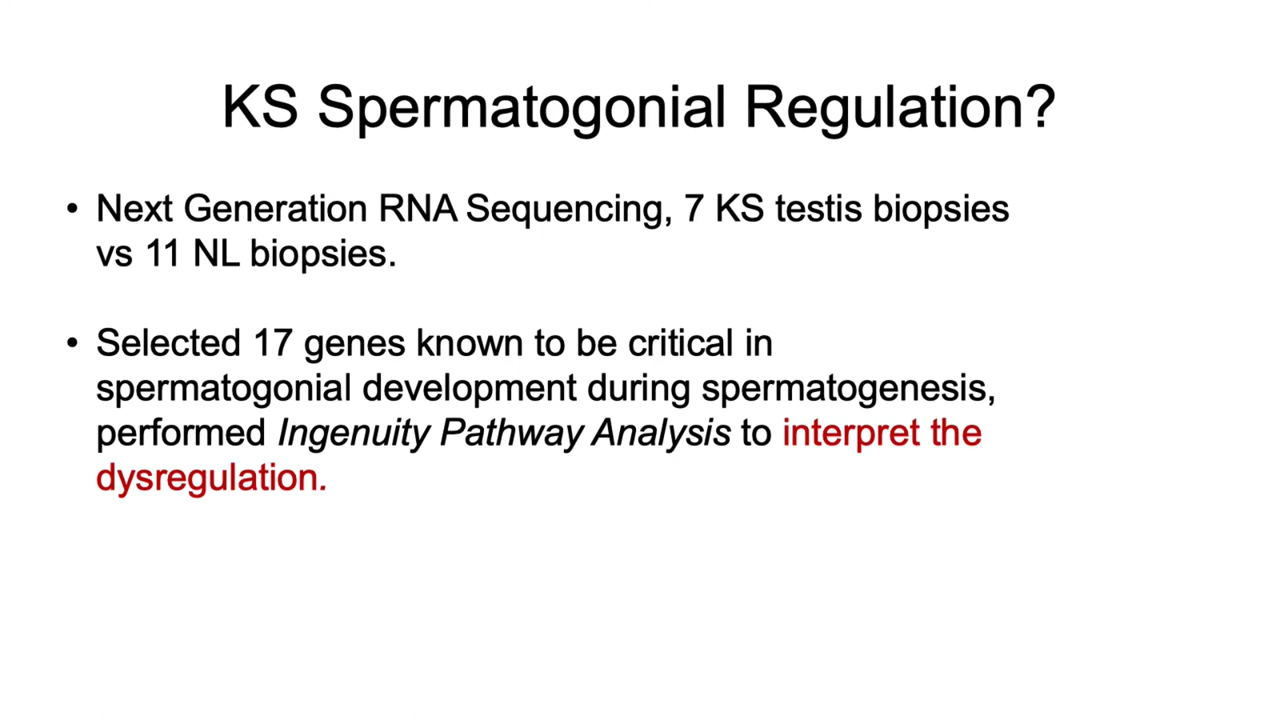 KS Spermatogonial Regulation?
• Next Generation RNA Sequencing, 7 KS testis biopsies
vs 11 NL biopsies.
• Selected 17 genes known to be critical in
spermatogonial development during spermatogenesis,
performed Ingenuity Pathway Analysis to interpret the
dysregulation.